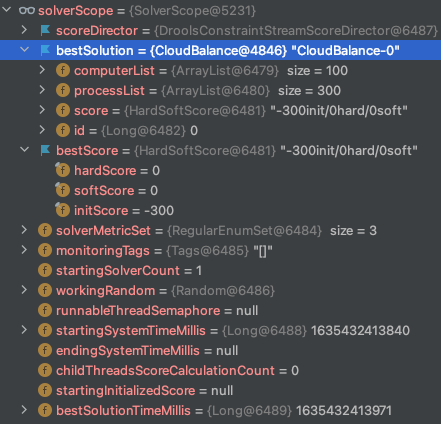 solverScope = {SolverScope@5231}
scoreDirector = {DroolsConstraintStreamScoreDirector@6487}
bestSolution = {CloudBalance@4846} "CloudBalance-0"
computerList = {ArrayList@6479} size = 100
processList = {ArrayList@6480} size = 300
score = {HardSoftScore@6481} "-300init/0hard/0soft"
id = {Long@6482} 0
bestScore = {HardSoftScore@6481} "-300init/0hard/0soft"
hardScore = 0
softScore = 0
initScore = -300
solverMetricSet = {RegularEnumSet@6484} size = 3
monitoringTags = {Tags@6485} "[]"
startingSolverCount = 1
workingRandom = {Random@6486}
runnableThreadSemaphore = null
startingSystemTimeMillis = {Long@6488} 1635432413840
endingSystemTimeMillis = null
childThreadsScoreCalculationCount = 0
startingInitializedScore = null
bestSolutionTimeMillis = {Long@6489} 1635432413971